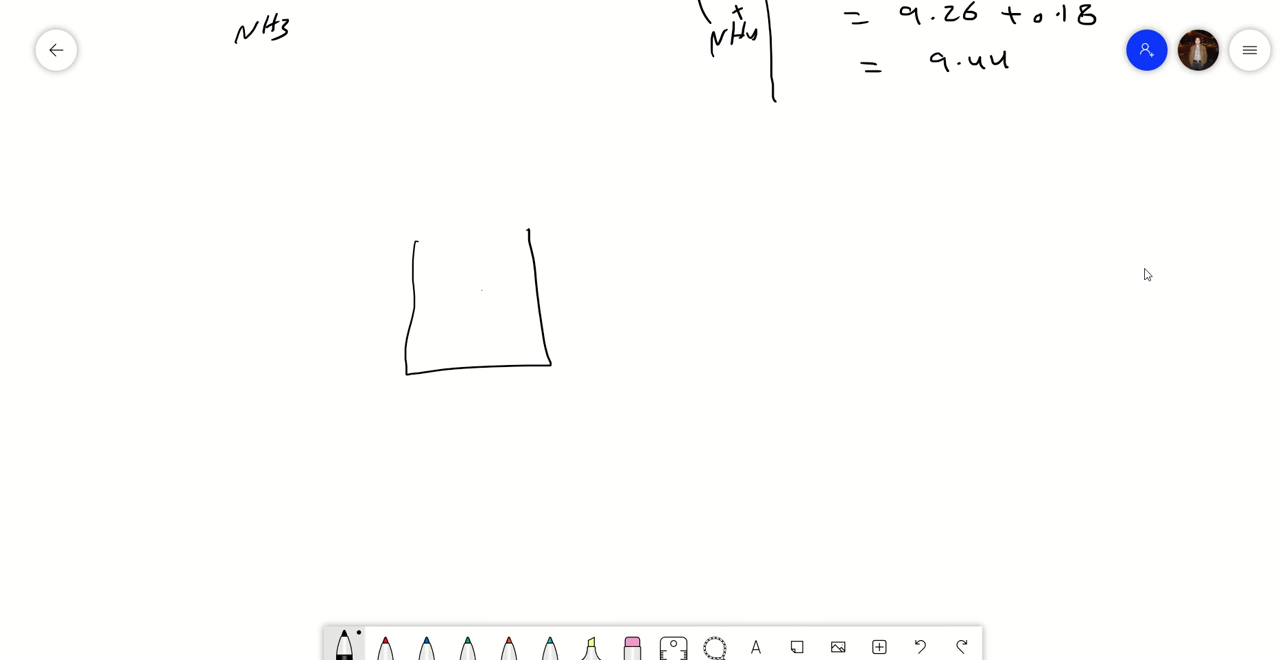 NH3
+
NH4
= 9.26 + 0.18
= 9.44
A